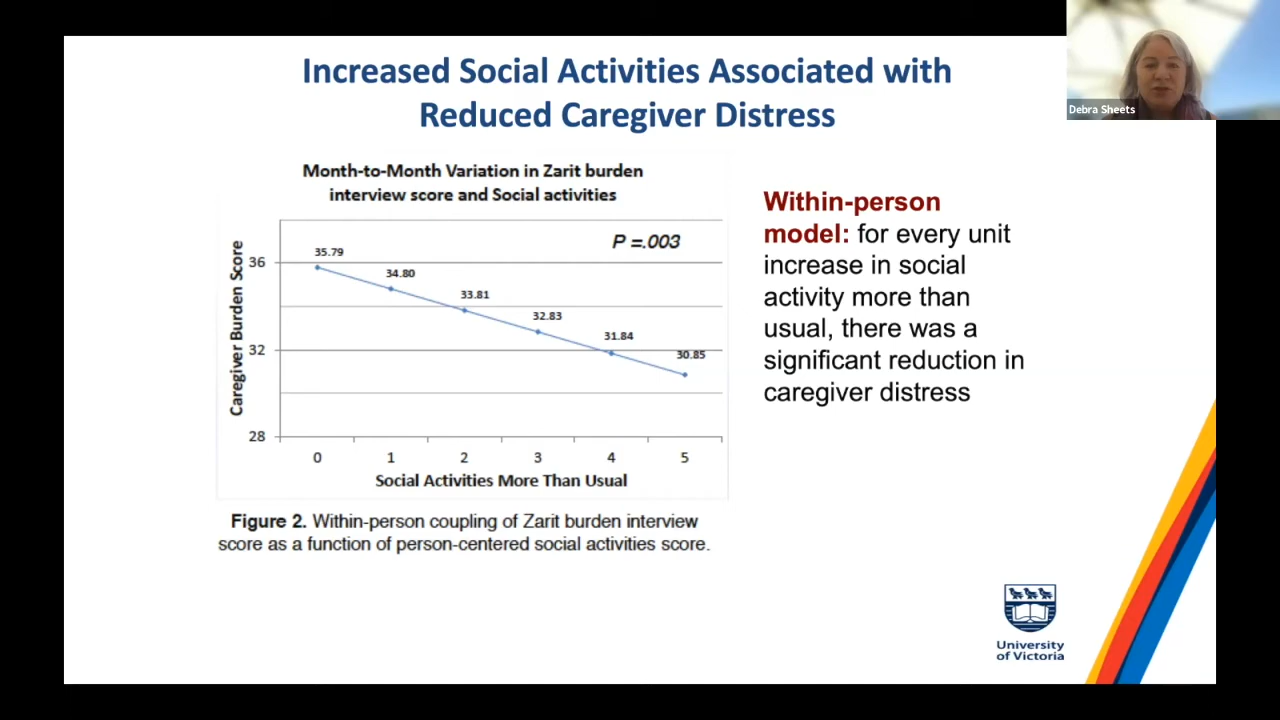 Increased Social Activities Associated with
Reduced Caregiver Distress
Debra Sheets
Month-to-Month Variation in Zarit burden
interview score and Social activities
P =.003
Caregiver Burden Score
36
32
28
35.79
34.80
33.81
32.83
31.84
30.85
0 1 2 3 4 5
Social Activities More Than Usual
Figure 2. Within-person coupling of Zarit burden interview
score as a function of person-centered social activities score.
Within-person
model: for every unit
increase in social
activity more than
usual, there was a
significant reduction in
caregiver distress
University
of Victoria